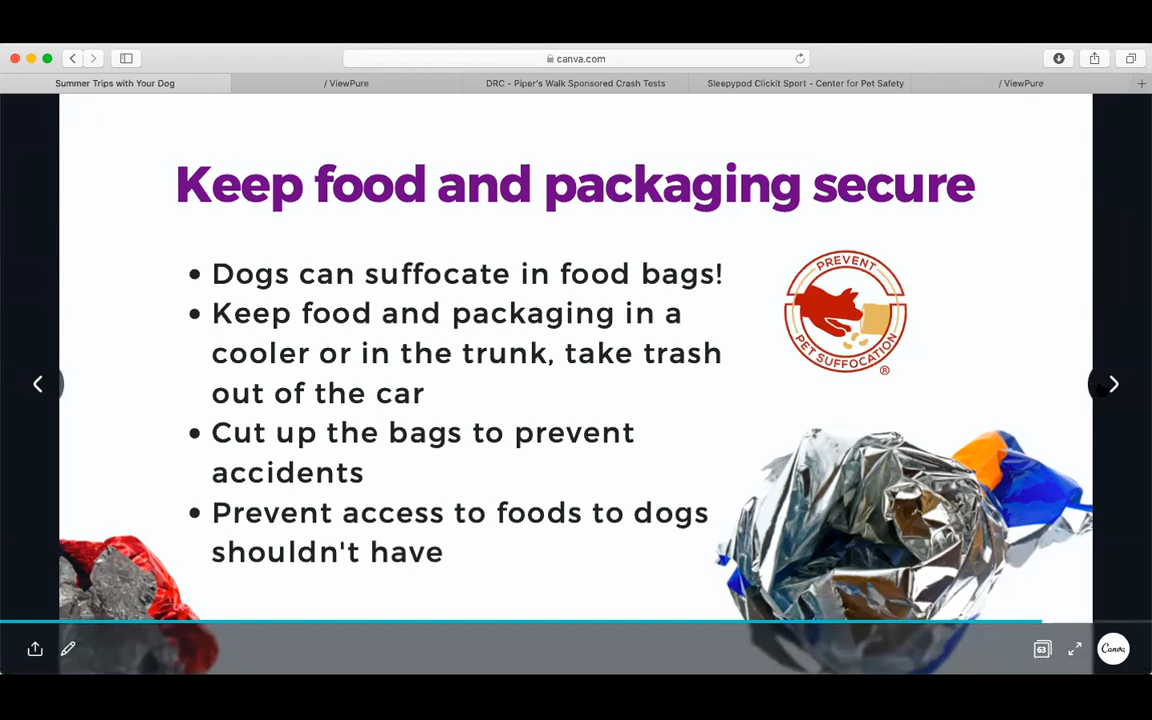 canva.com
Summer Trips with Your Dog
/ ViewPure
DRC - Piper's Walk Sponsored Crash Tests
Sleepypod Clickit Sport - Center for Pet Safety
/ ViewPure
Keep food and packaging secure
• Dogs can suffocate in food bags!
• Keep food and packaging in a
cooler or in the trunk, take trash
out of the car
• Cut up the bags to prevent
accidents
• Prevent access to foods to dogs
shouldn't have
PREVENT
PET SUFFOCATION
®
63
Canva